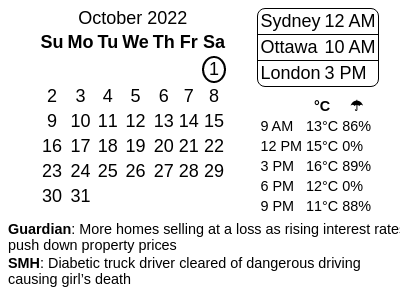 October 2022
Su Mo Tu We Th Fr Sa
1
2 3 4 5 6 7 8
9 10 11 12 13 14 15
16 17 18 19 20 21 22
23 24 25 26 27 28 29
30 31
Sydney 12 AM
Ottawa 10 AM
London 3 PM
°C ☂
9 AM 13°C 86%
12 PM 15°C 0%
3 PM 16°C 89%
6 PM 12°C 0%
9 PM 11°C 88%
Guardian: More homes selling at a loss as rising interest rates
push down property prices
SMH: Diabetic truck driver cleared of dangerous driving
causing girl's death